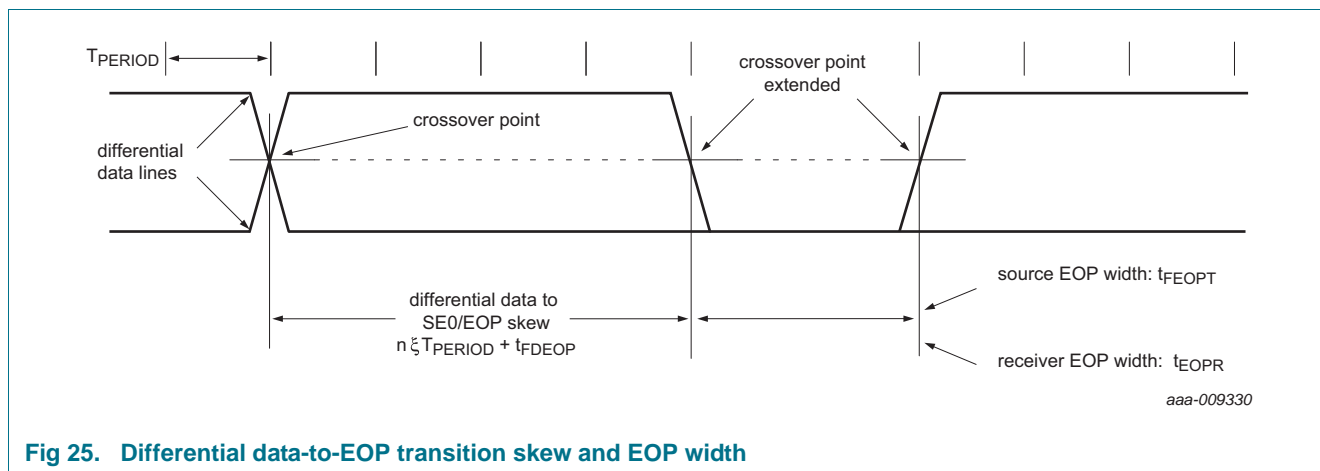 TPERIOD
crossover point
extended
crossover point
differential
data lines
differential data to
SE0/EOP skew
n ξTPERIOD + tFDEOP
source EOP width: tFEOPT
receiver EOP width: tEOPR
aaa-009330
Fig 25. Differential data-to-EOP transition skew and EOP width